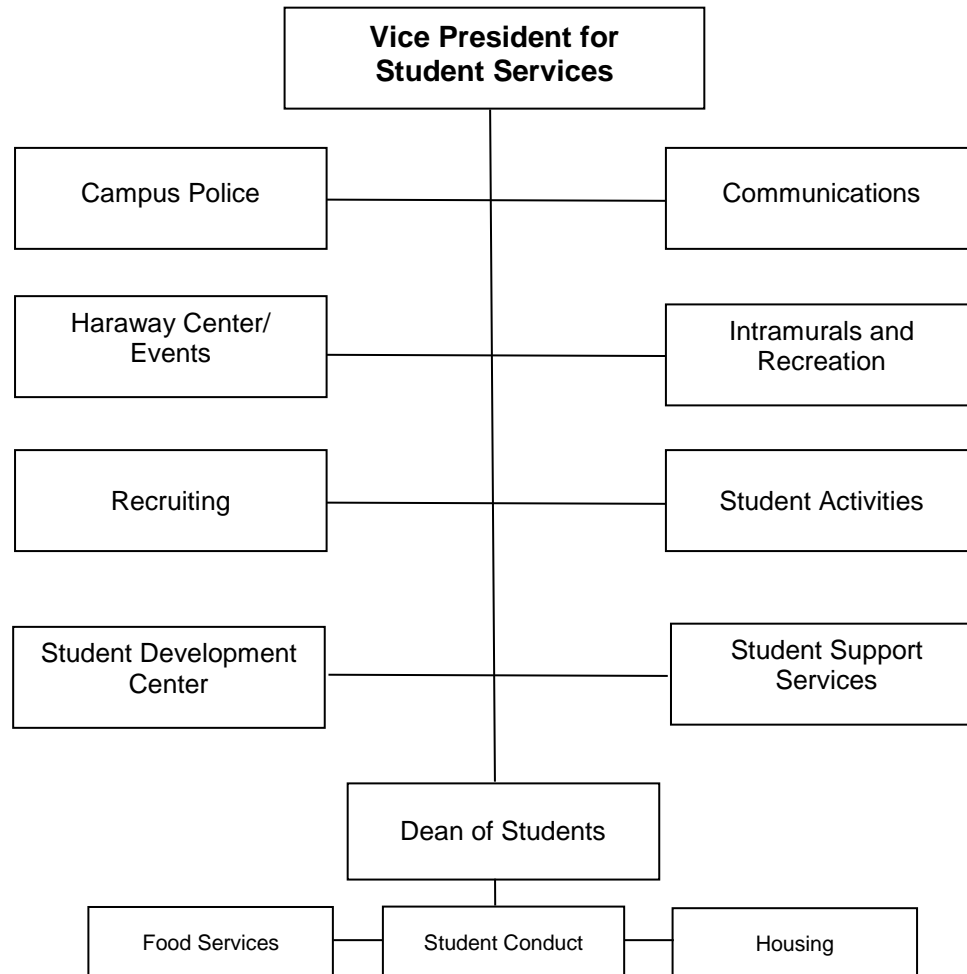 Vice President for
Student Services
Campus Police
Communications
Haraway Center/
Events
Intramurals and
Recreation
Recruiting
Student Activities
Student Development
Center
Student Support
Services
Dean of Students
Food Services
Student Conduct
Housing